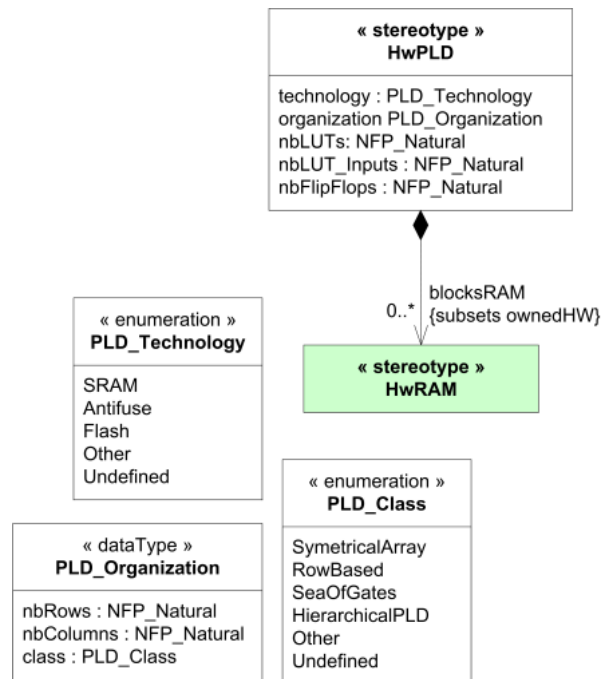 « stereotype »
HwPLD
technology : PLD_Technology
organization PLD_Organization
nbLUTs: NFP_Natural
nbLUT_Inputs : NFP_Natural
nbFlipFlops : NFP_Natural
blocksRAM
0..*
{subsets ownedHW}
« stereotype »
HwRAM
« enumeration »
PLD_Technology
SRAM
Antifuse
Flash
Other
Undefined
« enumeration »
PLD_Class
SymetricalArray
RowBased
SeaOfGates
HierarchicalPLD
Other
Undefined
« dataType »
PLD_Organization
nbRows : NFP_Natural
nbColumns : NFP_Natural
class : PLD_Class